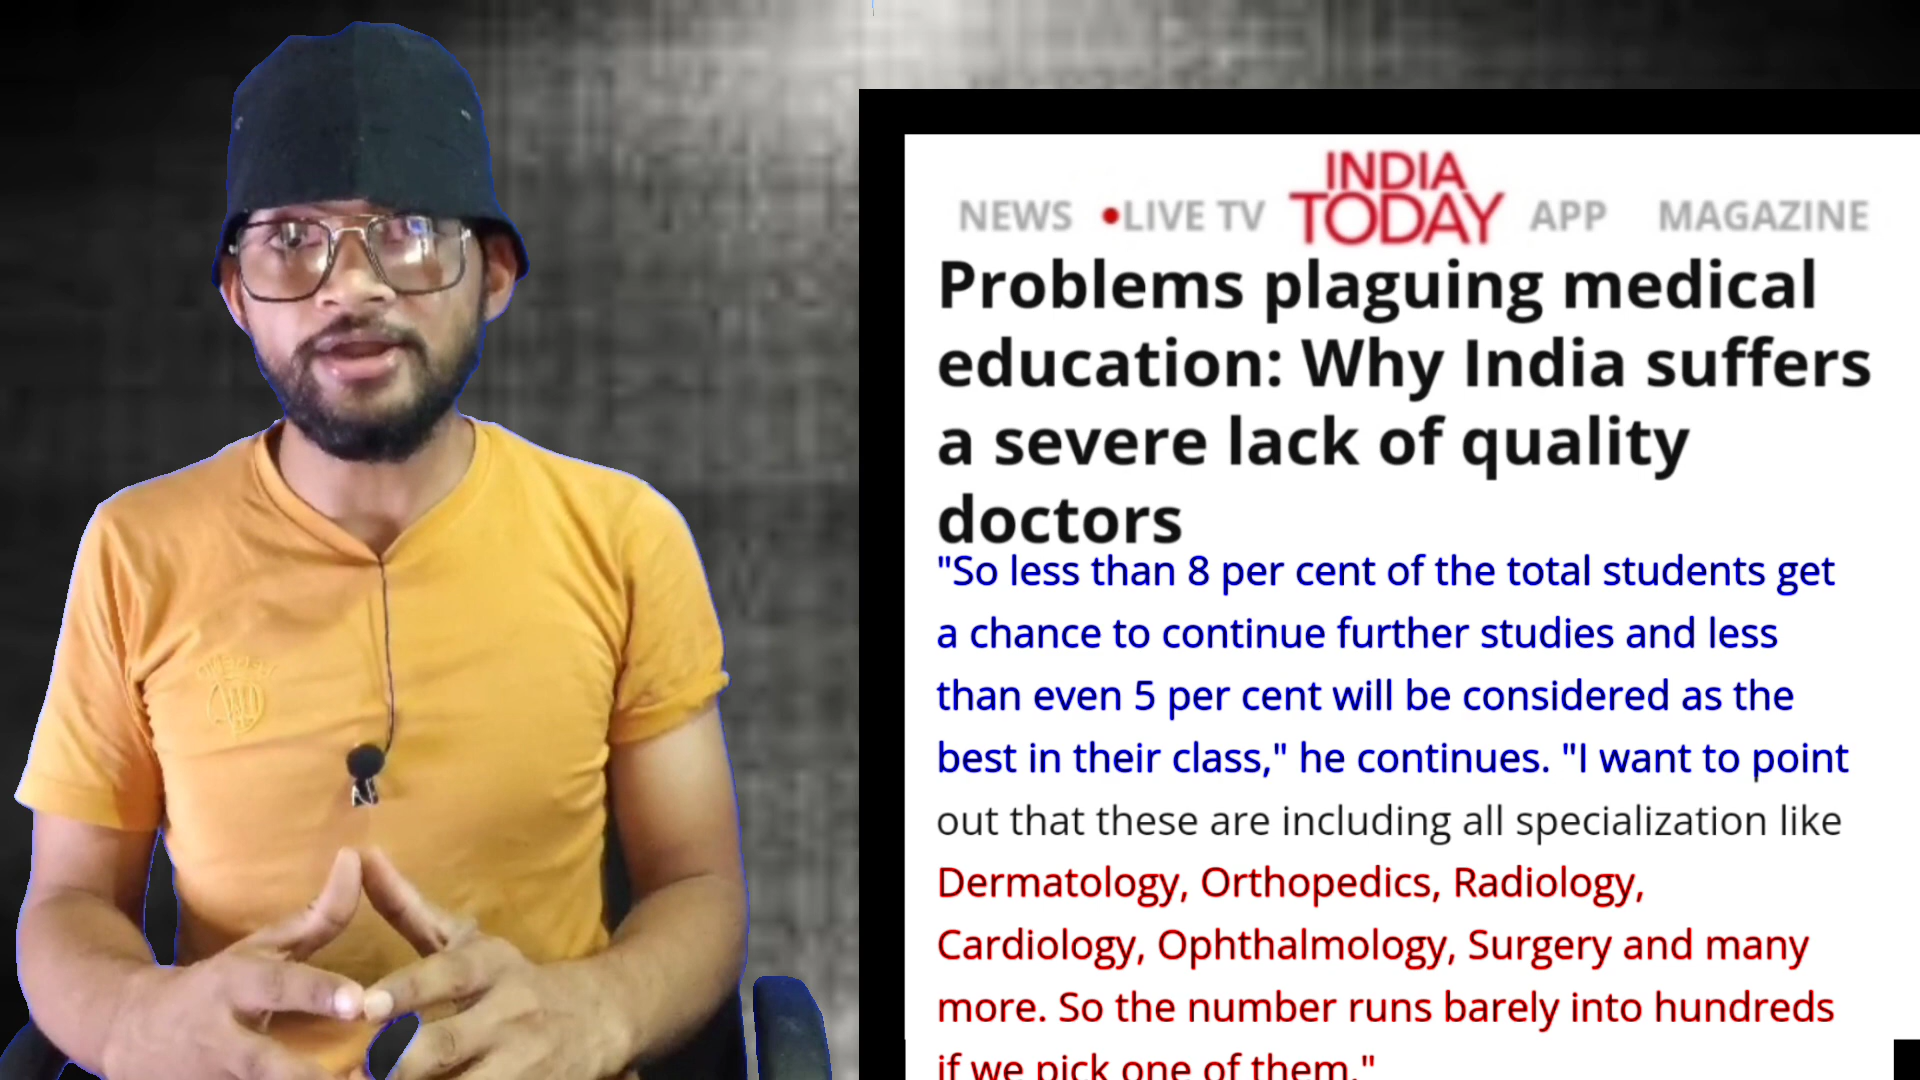 INDIA
NEWS •LIVE TV TODAY APP MAGAZINE
Problems plaguing medical
education: Why India suffers
a severe lack of quality
doctors
"So less than 8 per cent of the total students get
a chance to continue further studies and less
than even 5 per cent will be considered as the
best in their class," he continues. "I want to point
out that these are including all specialization like
Dermatology, Orthopedics, Radiology,
Cardiology, Ophthalmology, Surgery and many
more. So the number runs barely into hundreds
if we pick one of them."